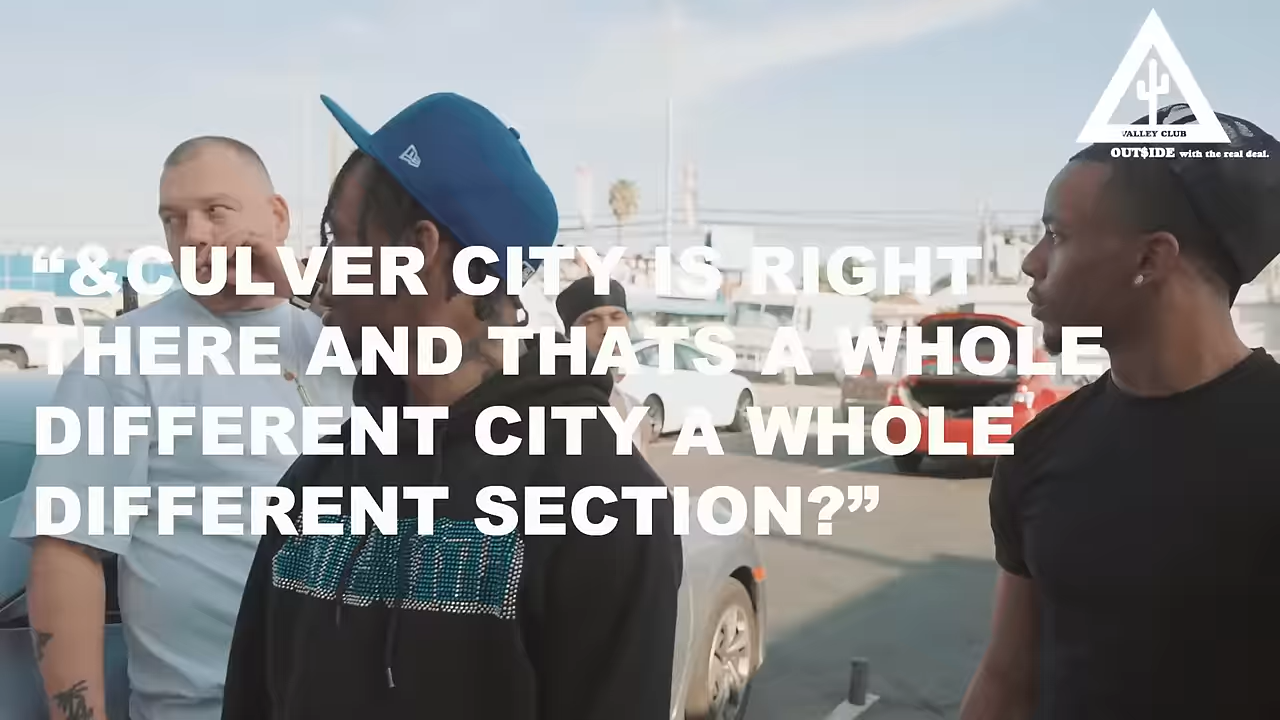 VALLEY CLUB
OUT$IDE with the real deal.
“&CULVER CITY IS RIGHT
THERE AND THATS A WHOLE
DIFFERENT CITY A WHOLE
DIFFERENT SECTION?”